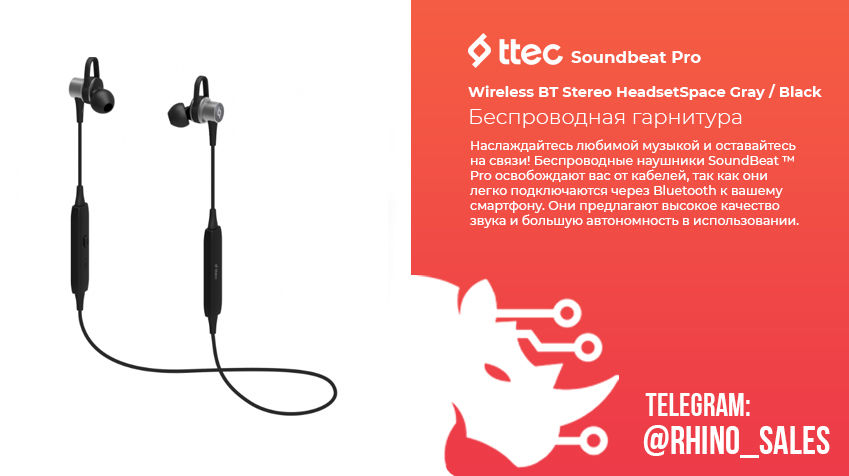 ttec Soundbeat Pro
Wireless BT Stereo HeadsetSpace Gray / Black
Беспроводная гарнитура
Наслаждайтесь любимой музыкой и оставайтесь
на связи! Беспроводные наушники SoundBeat ™
Pro освобождают вас от кабелей, так как они
легко подключаются через Bluetooth к вашему
смартфону. Они предлагают высокое качество
звука и большую автономность в использовании.
TELEGRAM:
@RHINO_SALES